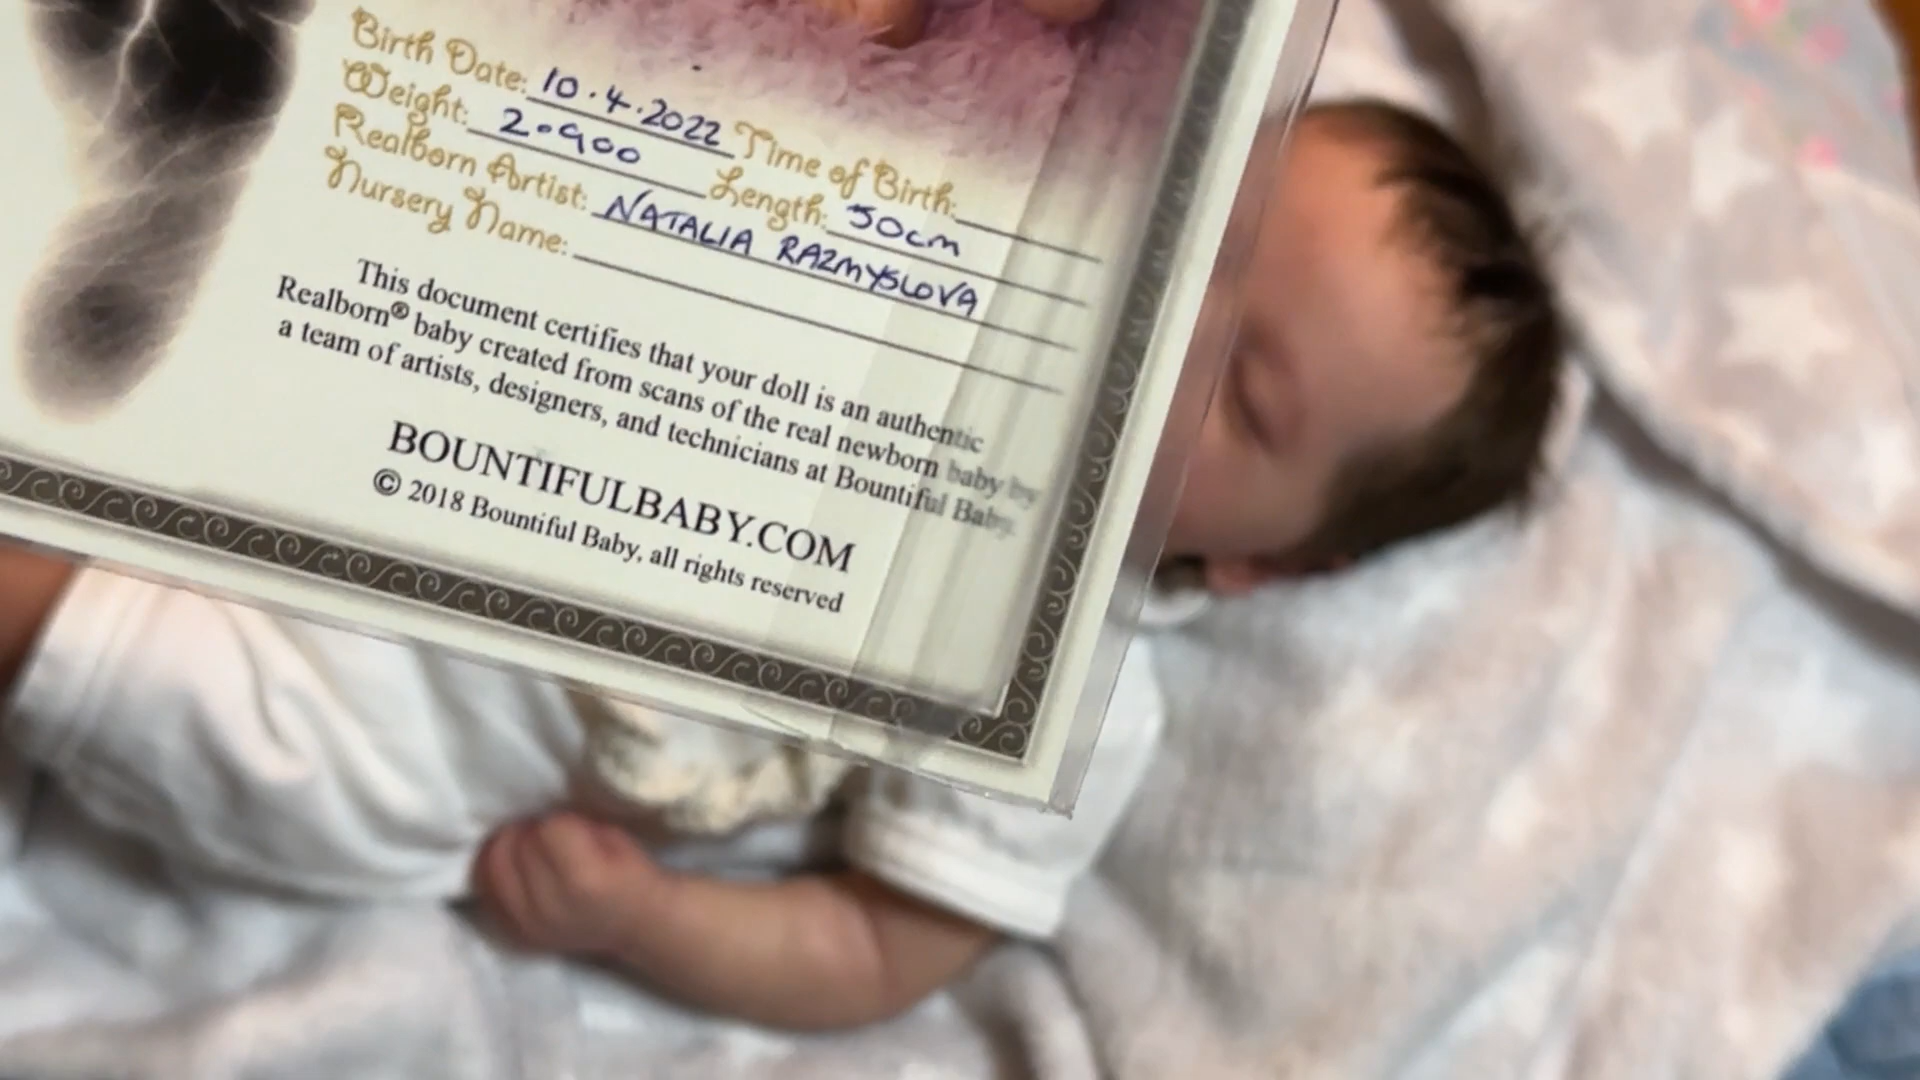 Birth Date: 10.4.2022 Time of Birth:
Weight: 2.900 Length: 50cm
Realborn Artist: NATALIA RAZMYSLOVA
Nursery Name:
This document certifies that your doll is an authentic
Realborn® baby created from scans of the real newborn baby by
a team of artists, designers, and technicians at Bountiful Baby.
BOUNTIFULBABY.COM
© 2018 Bountiful Baby, all rights reserved